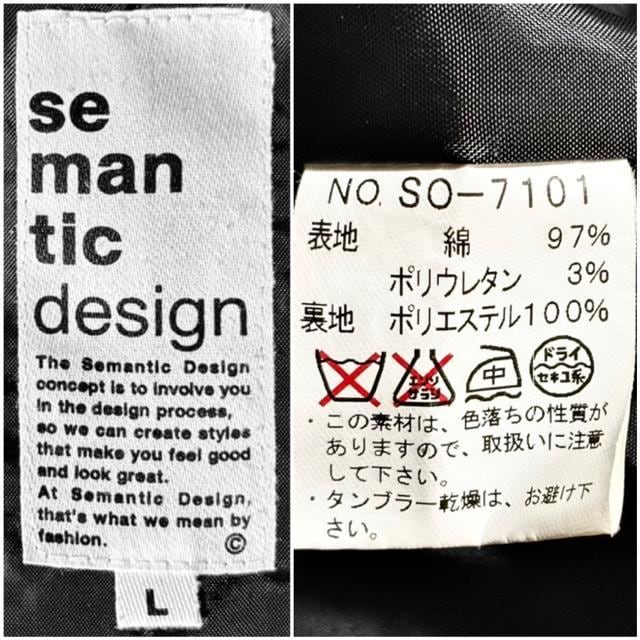 se
man
tic
design
The Semantic Design
concept is to involve you
in the design process,
so we can create styles
that make you feel good
and look great.
At Semantic Design,
that's what we mean by
fashion.
©
L
NO. SO-7101
表地 綿 97%
ポリウレタン 3%
裏地 ポリエステル100%
エンソ
サラシ
中
ドライ
セキユ系
・この素材は、色落ちの性質が
ありますので、取扱いに注意
して下さい。
・タンブラー乾燥は、お避け下
さい。